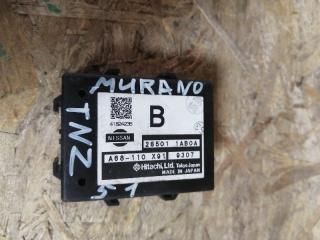 MURANO
TNZ
51
B
NISSAN
28501 1AB0A
A68-110 X91 9307
Hitachi, Ltd. Tokyo Japan
MADE IN JAPAN